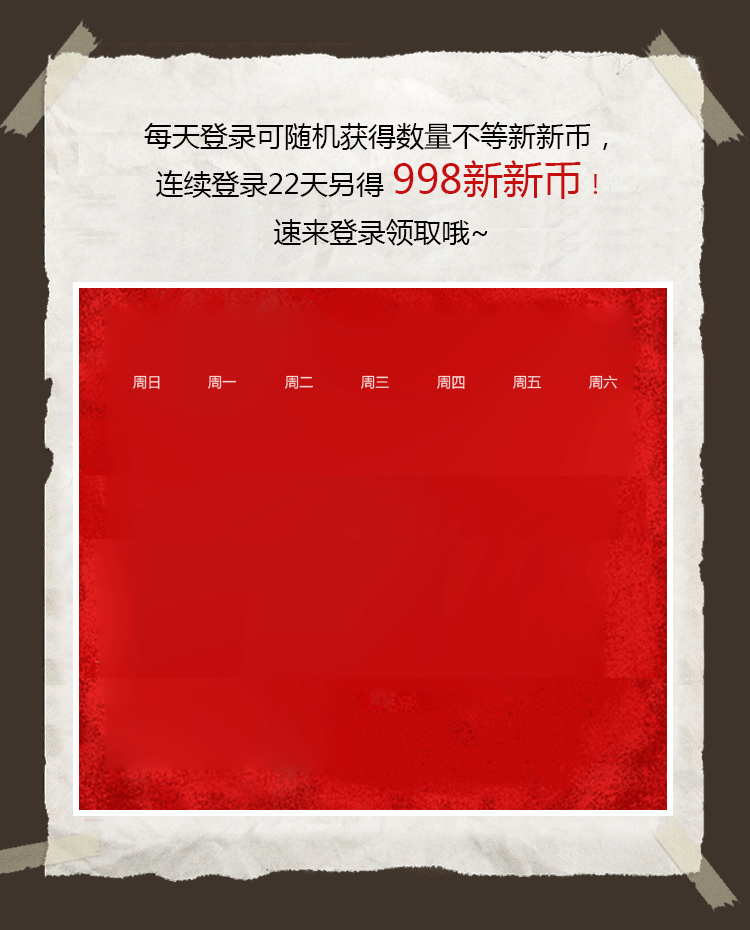 每天登录可随机获得数量不等新新币，
连续登录22天另得 998新新币！
速来登录领取哦~
周日 周一 周二 周三 周四 周五 周六